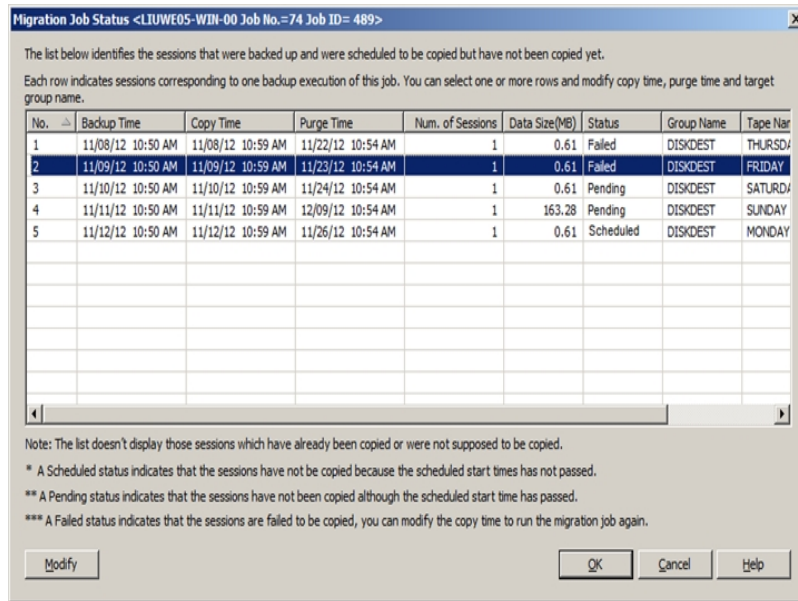 Migration Job Status <LIUWE05-WIN-00 Job No.=74 Job ID= 489>
The list below identifies the sessions that were backed up and were scheduled to be copied but have not been copied yet.
Each row indicates sessions corresponding to one backup execution of this job. You can select one or more rows and modify copy time, purge time and target
group name.
No. Backup Time Copy Time Purge Time Num. of Sessions Data Size(MB) Status Group Name Tape Nar
1 11/08/12 10:50 AM 11/08/12 10:59 AM 11/22/12 10:54 AM 1 0.61 Failed DISKDEST THURSDA
2 11/09/12 10:50 AM 11/09/12 10:59 AM 11/23/12 10:54 AM 1 0.61 Failed DISKDEST FRIDAY
3 11/10/12 10:50 AM 11/10/12 10:59 AM 11/24/12 10:54 AM 1 0.61 Pending DISKDEST SATURDA
4 11/11/12 10:50 AM 11/11/12 10:59 AM 12/09/12 10:54 AM 1 163.28 Pending DISKDEST SUNDAY
5 11/12/12 10:50 AM 11/12/12 10:59 AM 11/26/12 10:54 AM 1 0.61 Scheduled DISKDEST MONDAY
Note: The list doesn't display those sessions which have already been copied or were not supposed to be copied.
* A Scheduled status indicates that the sessions have not be copied because the scheduled start times has not passed.
** A Pending status indicates that the sessions have not been copied although the scheduled start time has passed.
*** A Failed status indicates that the sessions are failed to be copied, you can modify the copy time to run the migration job again.
Modify OK Cancel Help